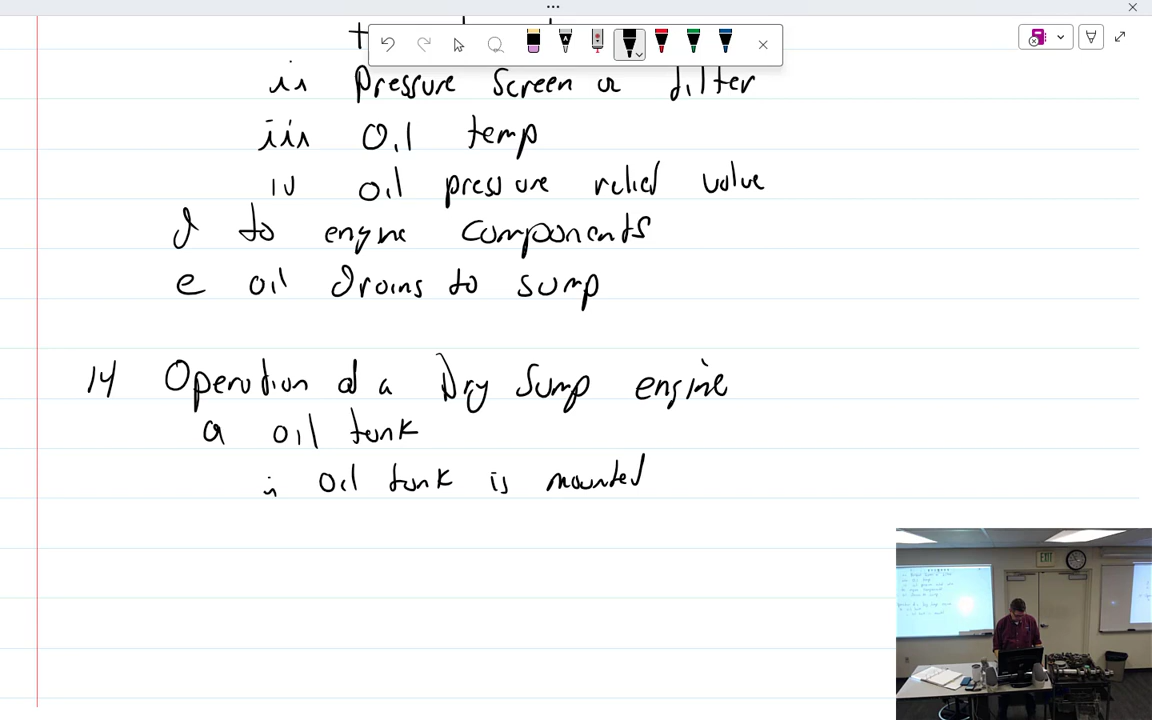 ii Pressure Screen or filter
iii Oil temp
iv oil pressure relief valve
d to engine components
e oil drains to sump
14 Operation of a Dry Sump engine
a oil tank
i oil tank is mounted
EXIT